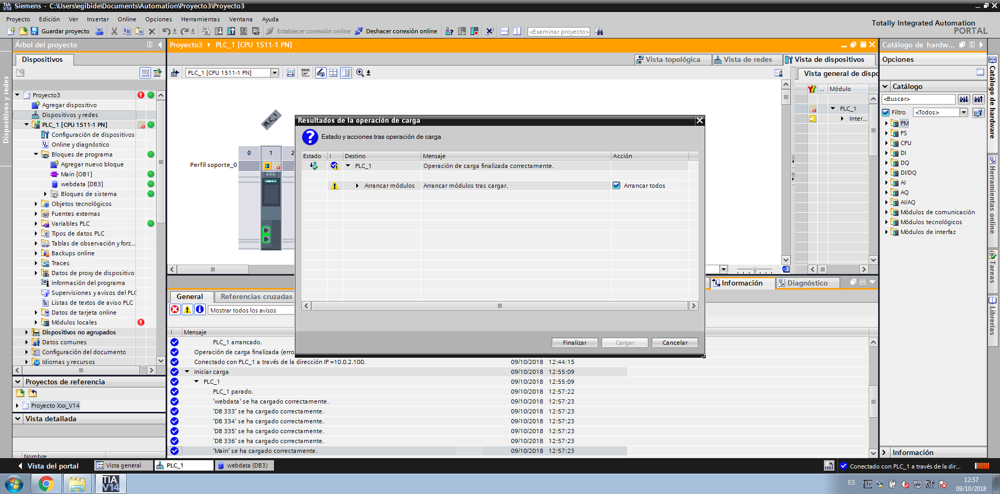 Siemens - C:\Users\egibide\Documents\Automation\Proyecto3\Proyecto3
Proyecto Edición Ver Insertar Online Opciones Herramientas Ventana Ayuda
Totally Integrated Automation
PORTAL
Guardar proyecto
Establecer conexión online
Deshacer conexión online
<Examinar proyecto>
Árbol del proyecto
Dispositivos
Dispositivos y redes
Proyecto3
Agregar dispositivo
Dispositivos y redes
PLC_1 [CPU 1511-1 PN]
Configuración de dispositivos
Online y diagnóstico
Bloques de programa
Agregar nuevo bloque
Main [OB1]
webdata [DB3]
Bloques de sistema
Objetos tecnológicos
Fuentes externas
Variables PLC
Tipos de datos PLC
Tablas de observación y forz...
Backups online
Traces
Datos de proxy de dispositivo
Información del programa
Supervisiones y avisos del PLC
Listas de textos de aviso PLC
Datos de tarjeta online
Módulos locales
Dispositivos no agrupados
Datos comunes
Configuración del documento
Idiomas y recursos
Proyectos de referencia
Proyecto Xxx_V14
Vista detallada
Nombre
Proyecto3 PLC_1 [CPU 1511-1 PN]
Vista topológica Vista de redes Vista de dispositivos
PLC_1 [CPU 1511-1 PN]
PLC_1
0 1 2
Perfil soporte_0
SIEMENS
Vista general de dispo
... Módulo
PLC_1
Inter...
Resultados de la operación de carga
Estado y acciones tras operación de carga
Estado ! Destino Mensaje Acción
PLC_1 Operación de carga finalizada correctamente.
Arrancar módulos Arrancar módulos tras cargar. Arrancar todos
Finalizar Cargar Cancelar
Información Diagnóstico
General Referencias cruzadas
Mostrar todos los avisos
! Mensaje
PLC_1 arrancado.
Operación de carga finalizada (erro
Conectado con PLC_1 a través de la dirección IP =10.0.2.100. 09/10/2018 12:44:15
Iniciar carga 09/10/2018 12:55:09
PLC_1 09/10/2018 12:55:09
PLC_1 parado. 09/10/2018 12:57:22
'webdata' se ha cargado correctamente. 09/10/2018 12:57:23
'DB 333' se ha cargado correctamente. 09/10/2018 12:57:23
'DB 334' se ha cargado correctamente. 09/10/2018 12:57:23
'DB 335' se ha cargado correctamente. 09/10/2018 12:57:23
'DB 336' se ha cargado correctamente. 09/10/2018 12:57:23
'Main' se ha cargado correctamente. 09/10/2018 12:57:23
Catálogo de hardw...
Opciones
Catálogo
<Buscar>
Filtro <Todos>
PM
PS
CPU
DI
DQ
DI/DQ
AI
AQ
AI/AQ
Módulos de comunicación
Módulos tecnológicos
Módulos de interfaz
Información
Catálogo de hardware
Herramientas online
Tareas
Librerías
Vista del portal Vista general PLC_1 webdata (DB3)
Conectado con PLC_1 a través de la dir...
TIA V14
ES
12:57
09/10/2018